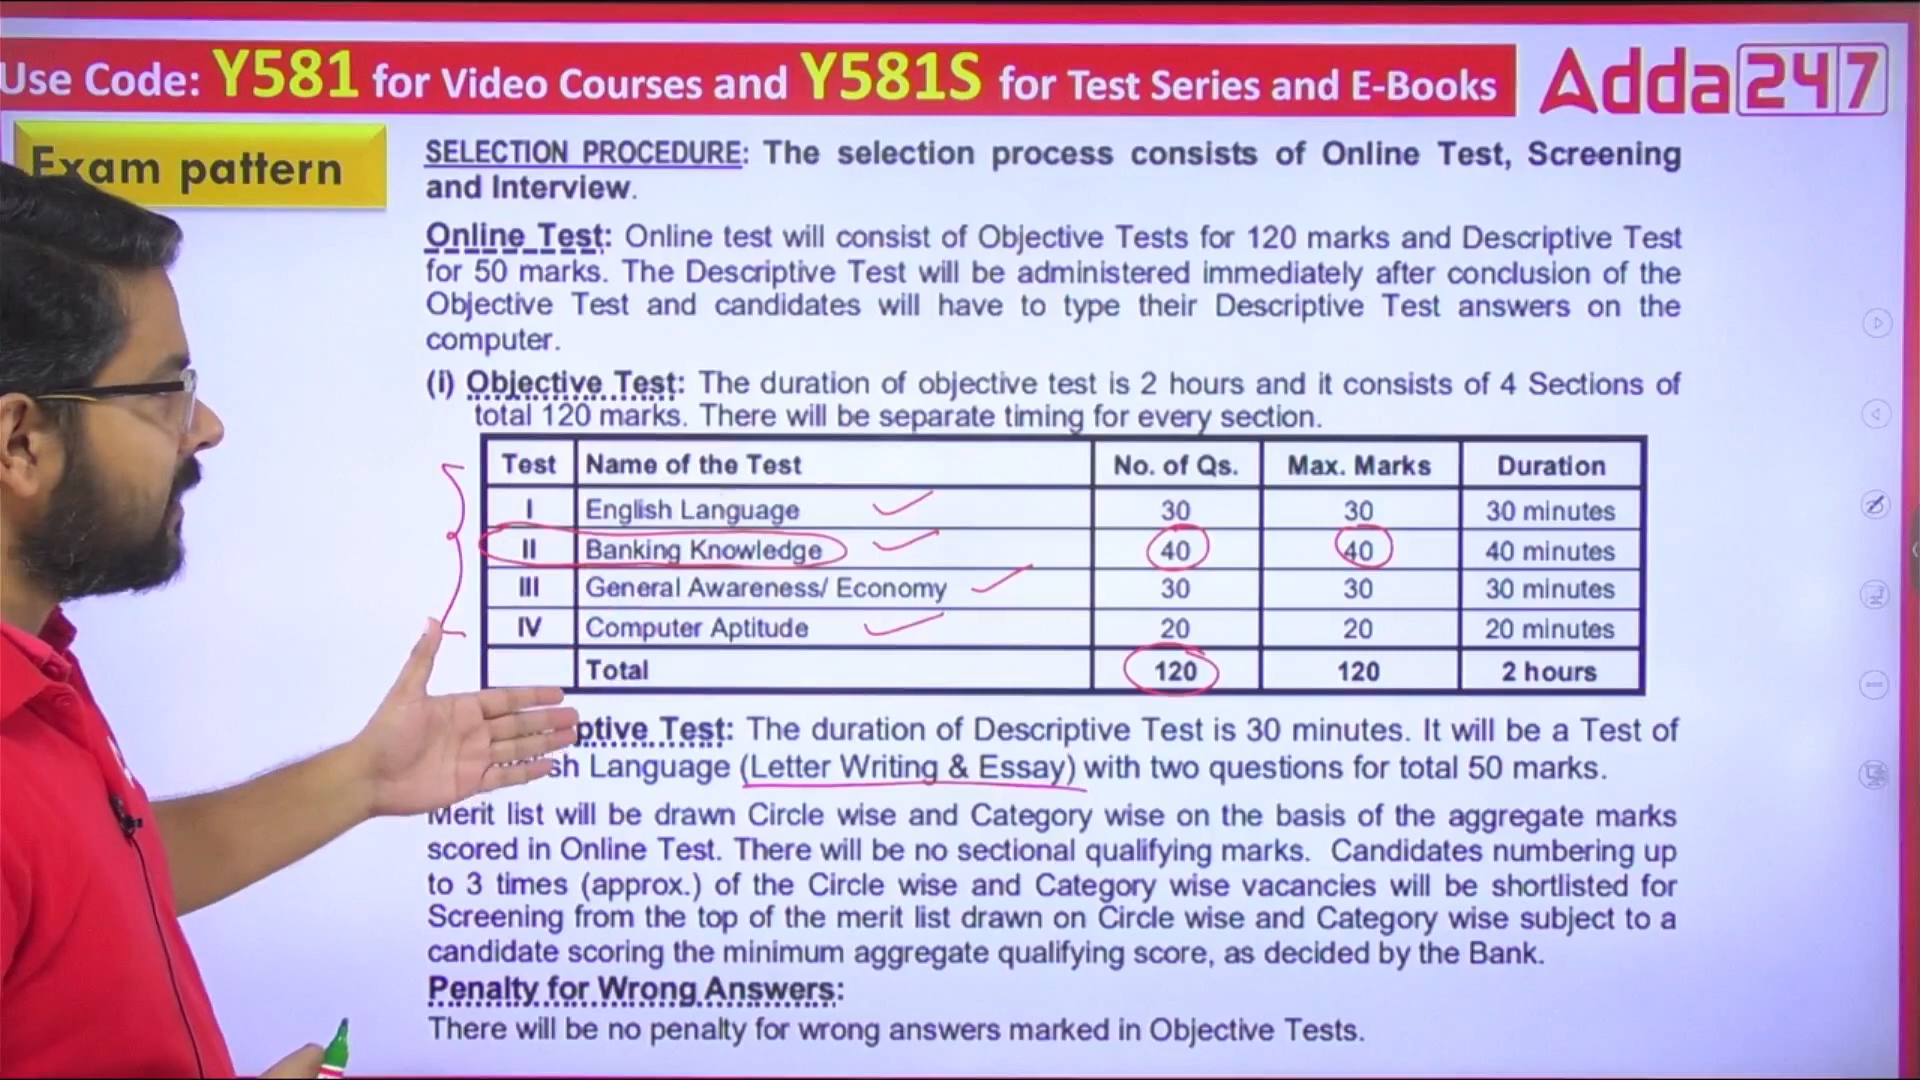 Use Code: Y581 for Video Courses and Y581S for Test Series and E-Books
Adda247
Exam pattern
SELECTION PROCEDURE: The selection process consists of Online Test, Screening
and Interview.
Online Test: Online test will consist of Objective Tests for 120 marks and Descriptive Test
for 50 marks. The Descriptive Test will be administered immediately after conclusion of the
Objective Test and candidates will have to type their Descriptive Test answers on the
computer.
(i) Objective Test: The duration of objective test is 2 hours and it consists of 4 Sections of
total 120 marks. There will be separate timing for every section.
Test Name of the Test No. of Qs. Max. Marks Duration
I English Language 30 30 30 minutes
II Banking Knowledge 40 40 40 minutes
III General Awareness/ Economy 30 30 30 minutes
IV Computer Aptitude 20 20 20 minutes
Total 120 120 2 hours
ptive Test: The duration of Descriptive Test is 30 minutes. It will be a Test of
sh Language (Letter Writing & Essay) with two questions for total 50 marks.
Merit list will be drawn Circle wise and Category wise on the basis of the aggregate marks
scored in Online Test. There will be no sectional qualifying marks. Candidates numbering up
to 3 times (approx.) of the Circle wise and Category wise vacancies will be shortlisted for
Screening from the top of the merit list drawn on Circle wise and Category wise subject to a
candidate scoring the minimum aggregate qualifying score, as decided by the Bank.
Penalty for Wrong Answers:
There will be no penalty for wrong answers marked in Objective Tests.